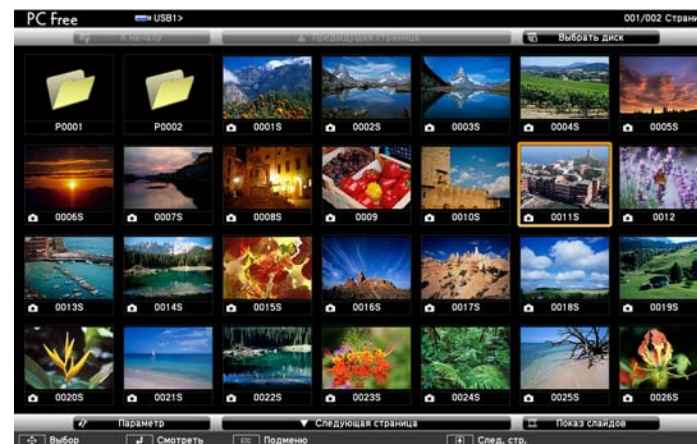 PC Free USB1> 001/002 Страни
К началу ▲ Предыдущая страница Выбрать диск
P0001 P0002 0001S 0002S 0003S 0004S 0005S
0006S 0007S 0008S 0009 0010S 0011S 0012
0013S 0014S 0015S 0016S 0017S 0018S 0019S
0020S 0021S 0022S 0023S 0024S 0025S 0026S
Параметр ▼ Следующая страница Показ слайдов
Выбор Смотреть Esc Подменю След. стр.